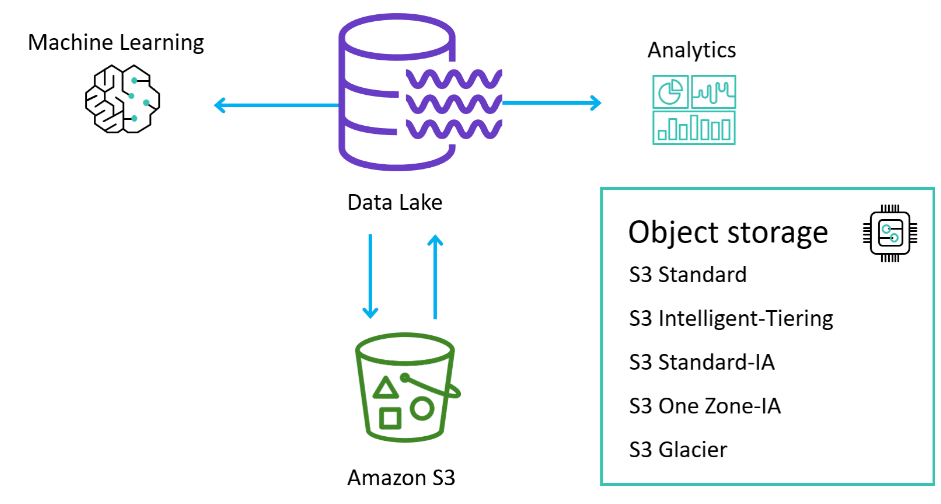 Machine Learning
Analytics
Data Lake
Object storage
S3 Standard
S3 Intelligent-Tiering
S3 Standard-IA
S3 One Zone-IA
S3 Glacier
Amazon S3